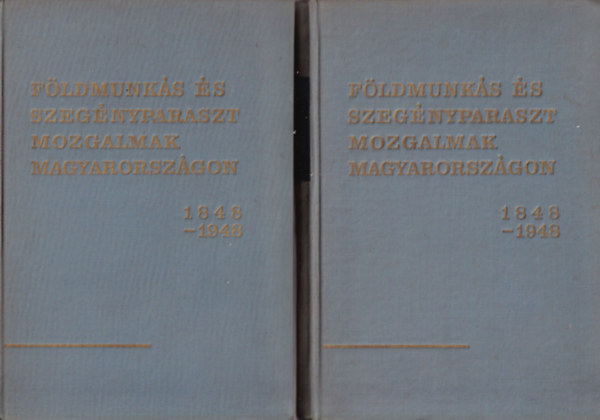 FÖLDMUNKÁS ÉS
SZEGÉNYPARASZT
MOZGALMAK
MAGYARORSZÁGON
1848
-1948
FÖLDMUNKÁS ÉS
SZEGÉNYPARASZT
MOZGALMAK
MAGYARORSZÁGON
1848
-1948